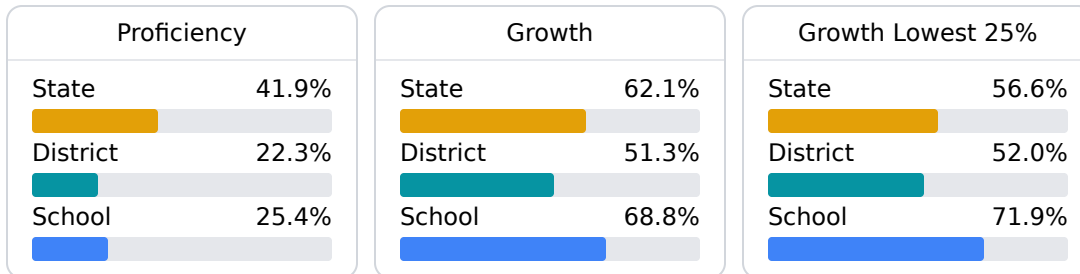 Proficiency
State 41.9%
District 22.3%
School 25.4%
Growth
State 62.1%
District 51.3%
School 68.8%
Growth Lowest 25%
State 56.6%
District 52.0%
School 71.9%